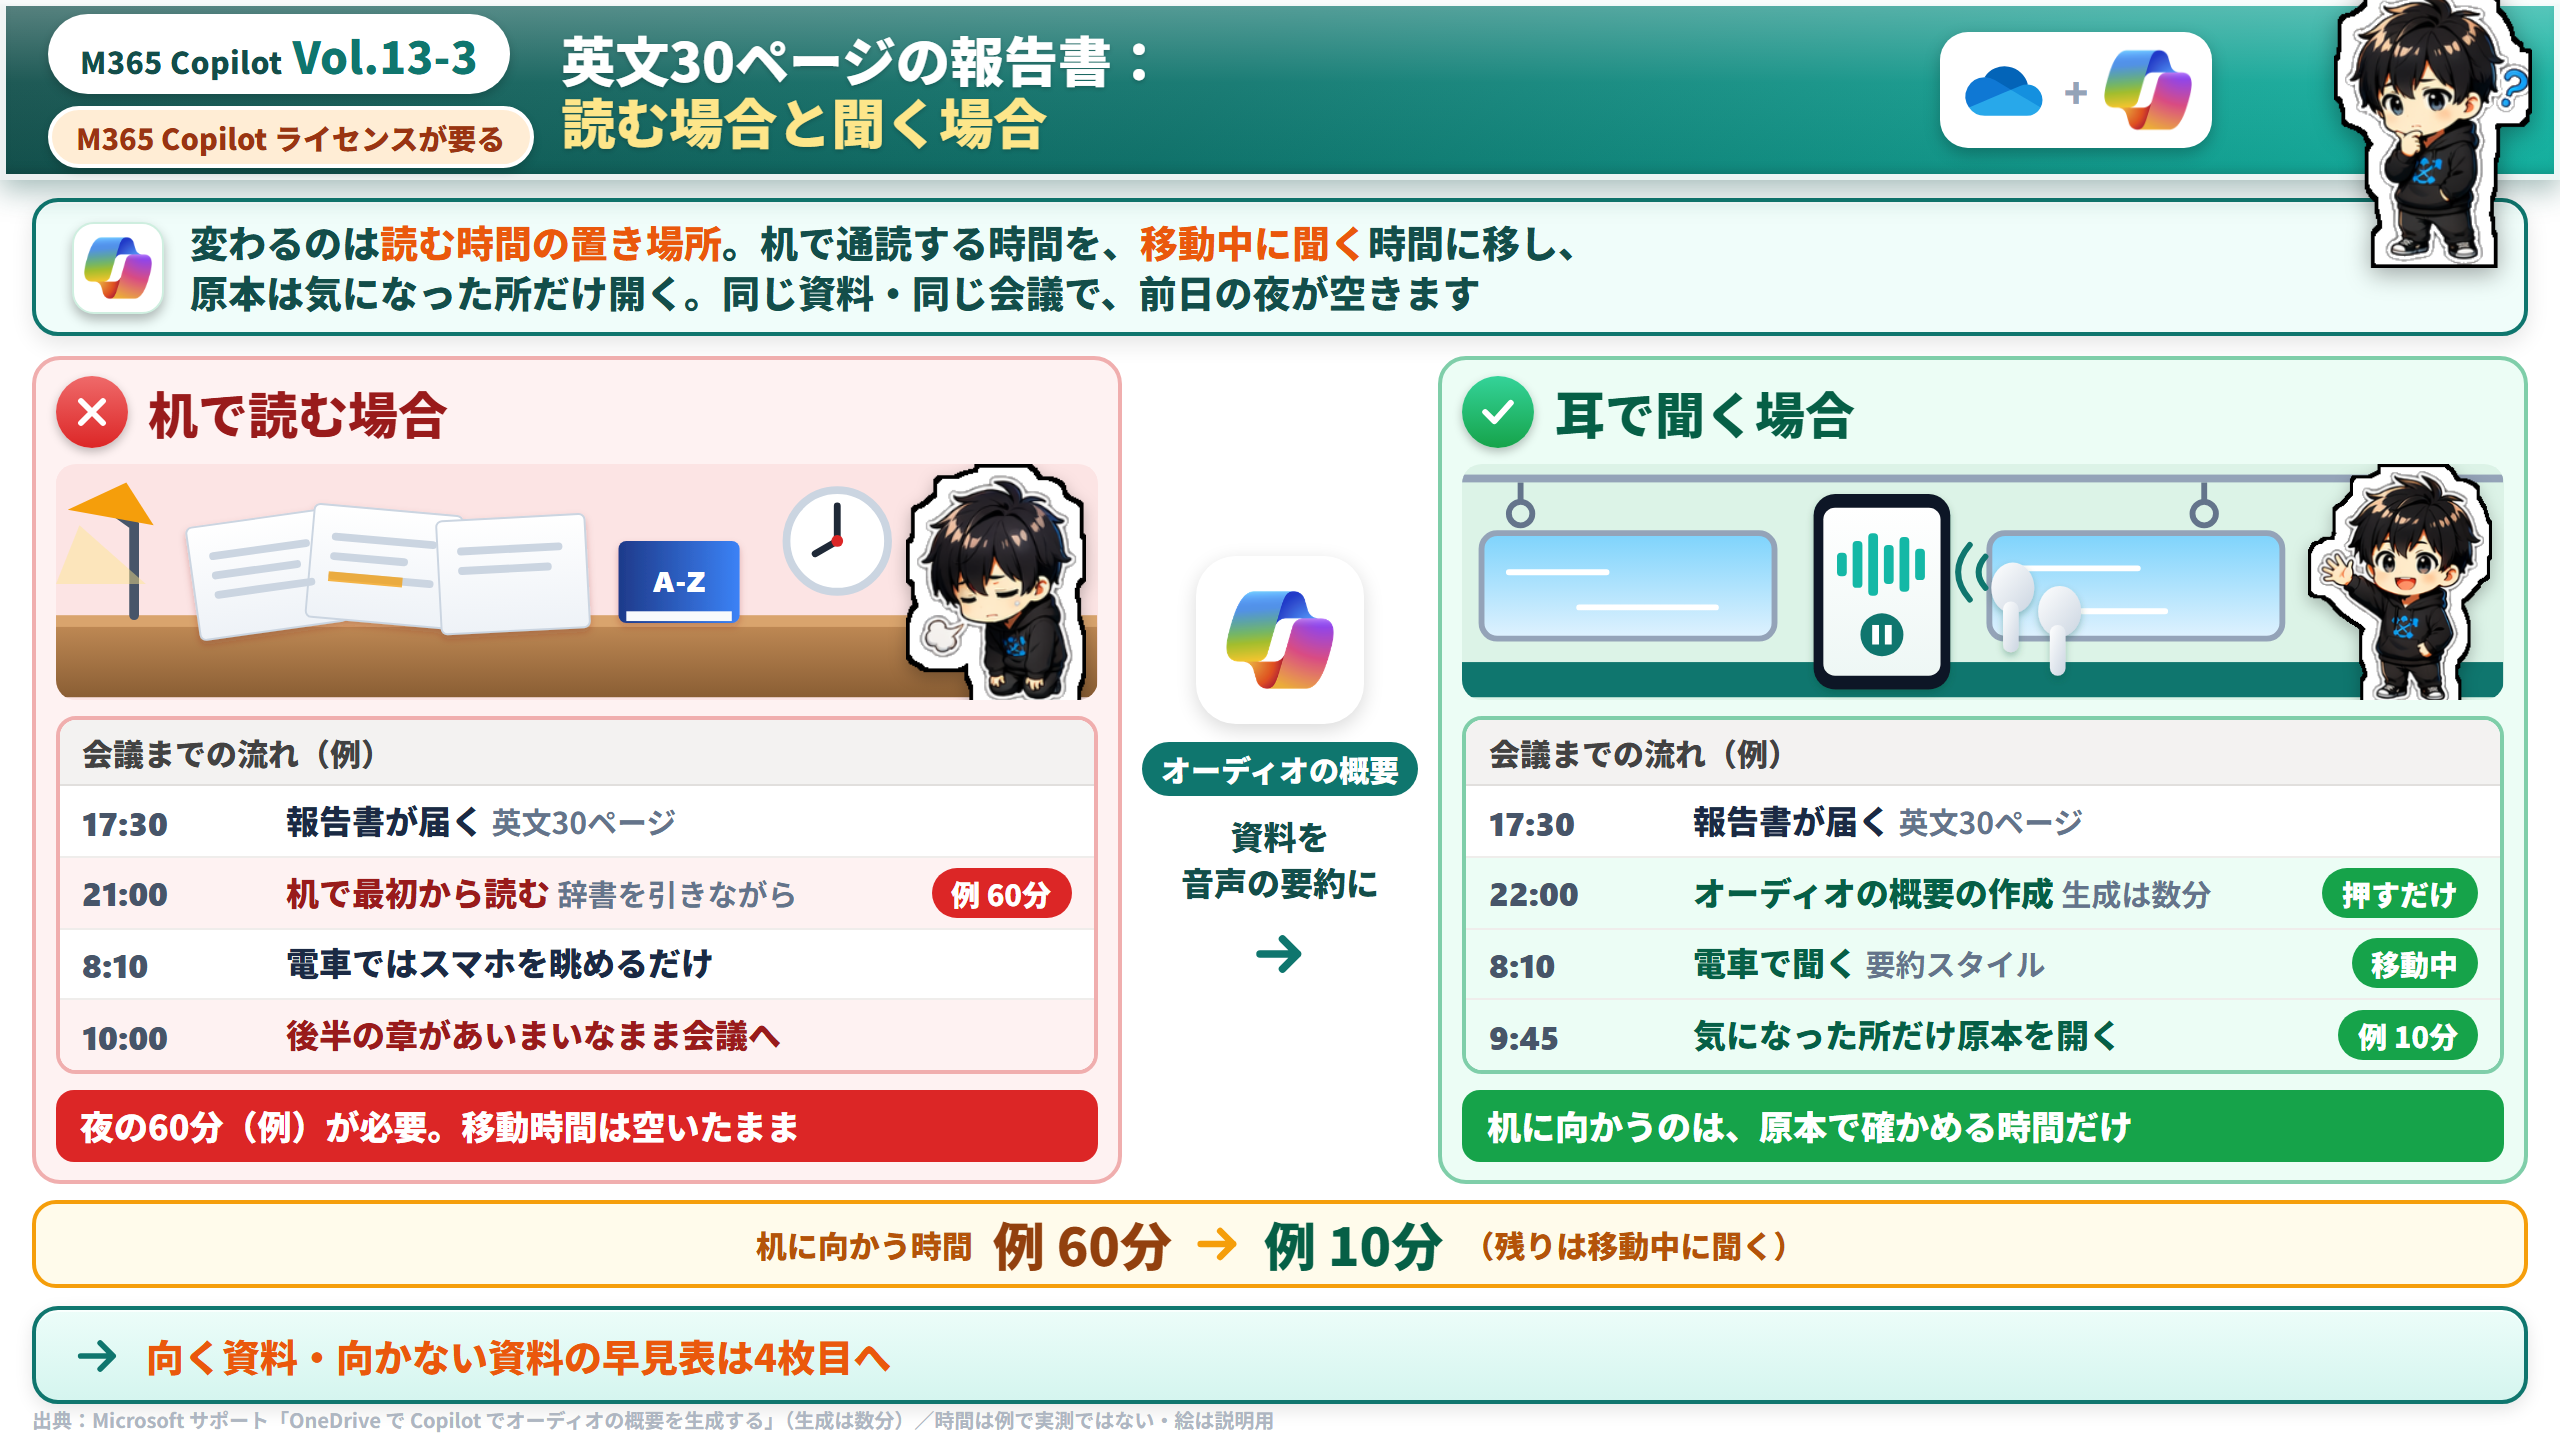 M365 Copilot Vol.13-3
M365 Copilot ライセンスが要る
英文30ページの報告書：
読む場合と聞く場合
変わるのは読む時間の置き場所。机で通読する時間を、移動中に聞く時間に移し、
原本は気になった所だけ開く。同じ資料・同じ会議で、前日の夜が空きます
机で読む場合
A-Z
会議までの流れ（例）
17:30 報告書が届く 英文30ページ
21:00 机で最初から読む 辞書を引きながら 例 60分
8:10 電車ではスマホを眺めるだけ
10:00 後半の章があいまいなまま会議へ
夜の60分（例）が必要。移動時間は空いたまま
オーディオの概要
資料を
音声の要約に
→
耳で聞く場合
会議までの流れ（例）
17:30 報告書が届く 英文30ページ
22:00 オーディオの概要の作成 生成は数分 押すだけ
8:10 電車で聞く 要約スタイル 移動中
9:45 気になった所だけ原本を開く 例 10分
机に向かうのは、原本で確かめる時間だけ
机に向かう時間 例 60分 → 例 10分 （残りは移動中に聞く）
→ 向く資料・向かない資料の早見表は4枚目へ
出典：Microsoft サポート「OneDrive で Copilot でオーディオの概要を生成する」（生成は数分）／時間は例で実測ではない・絵は説明用